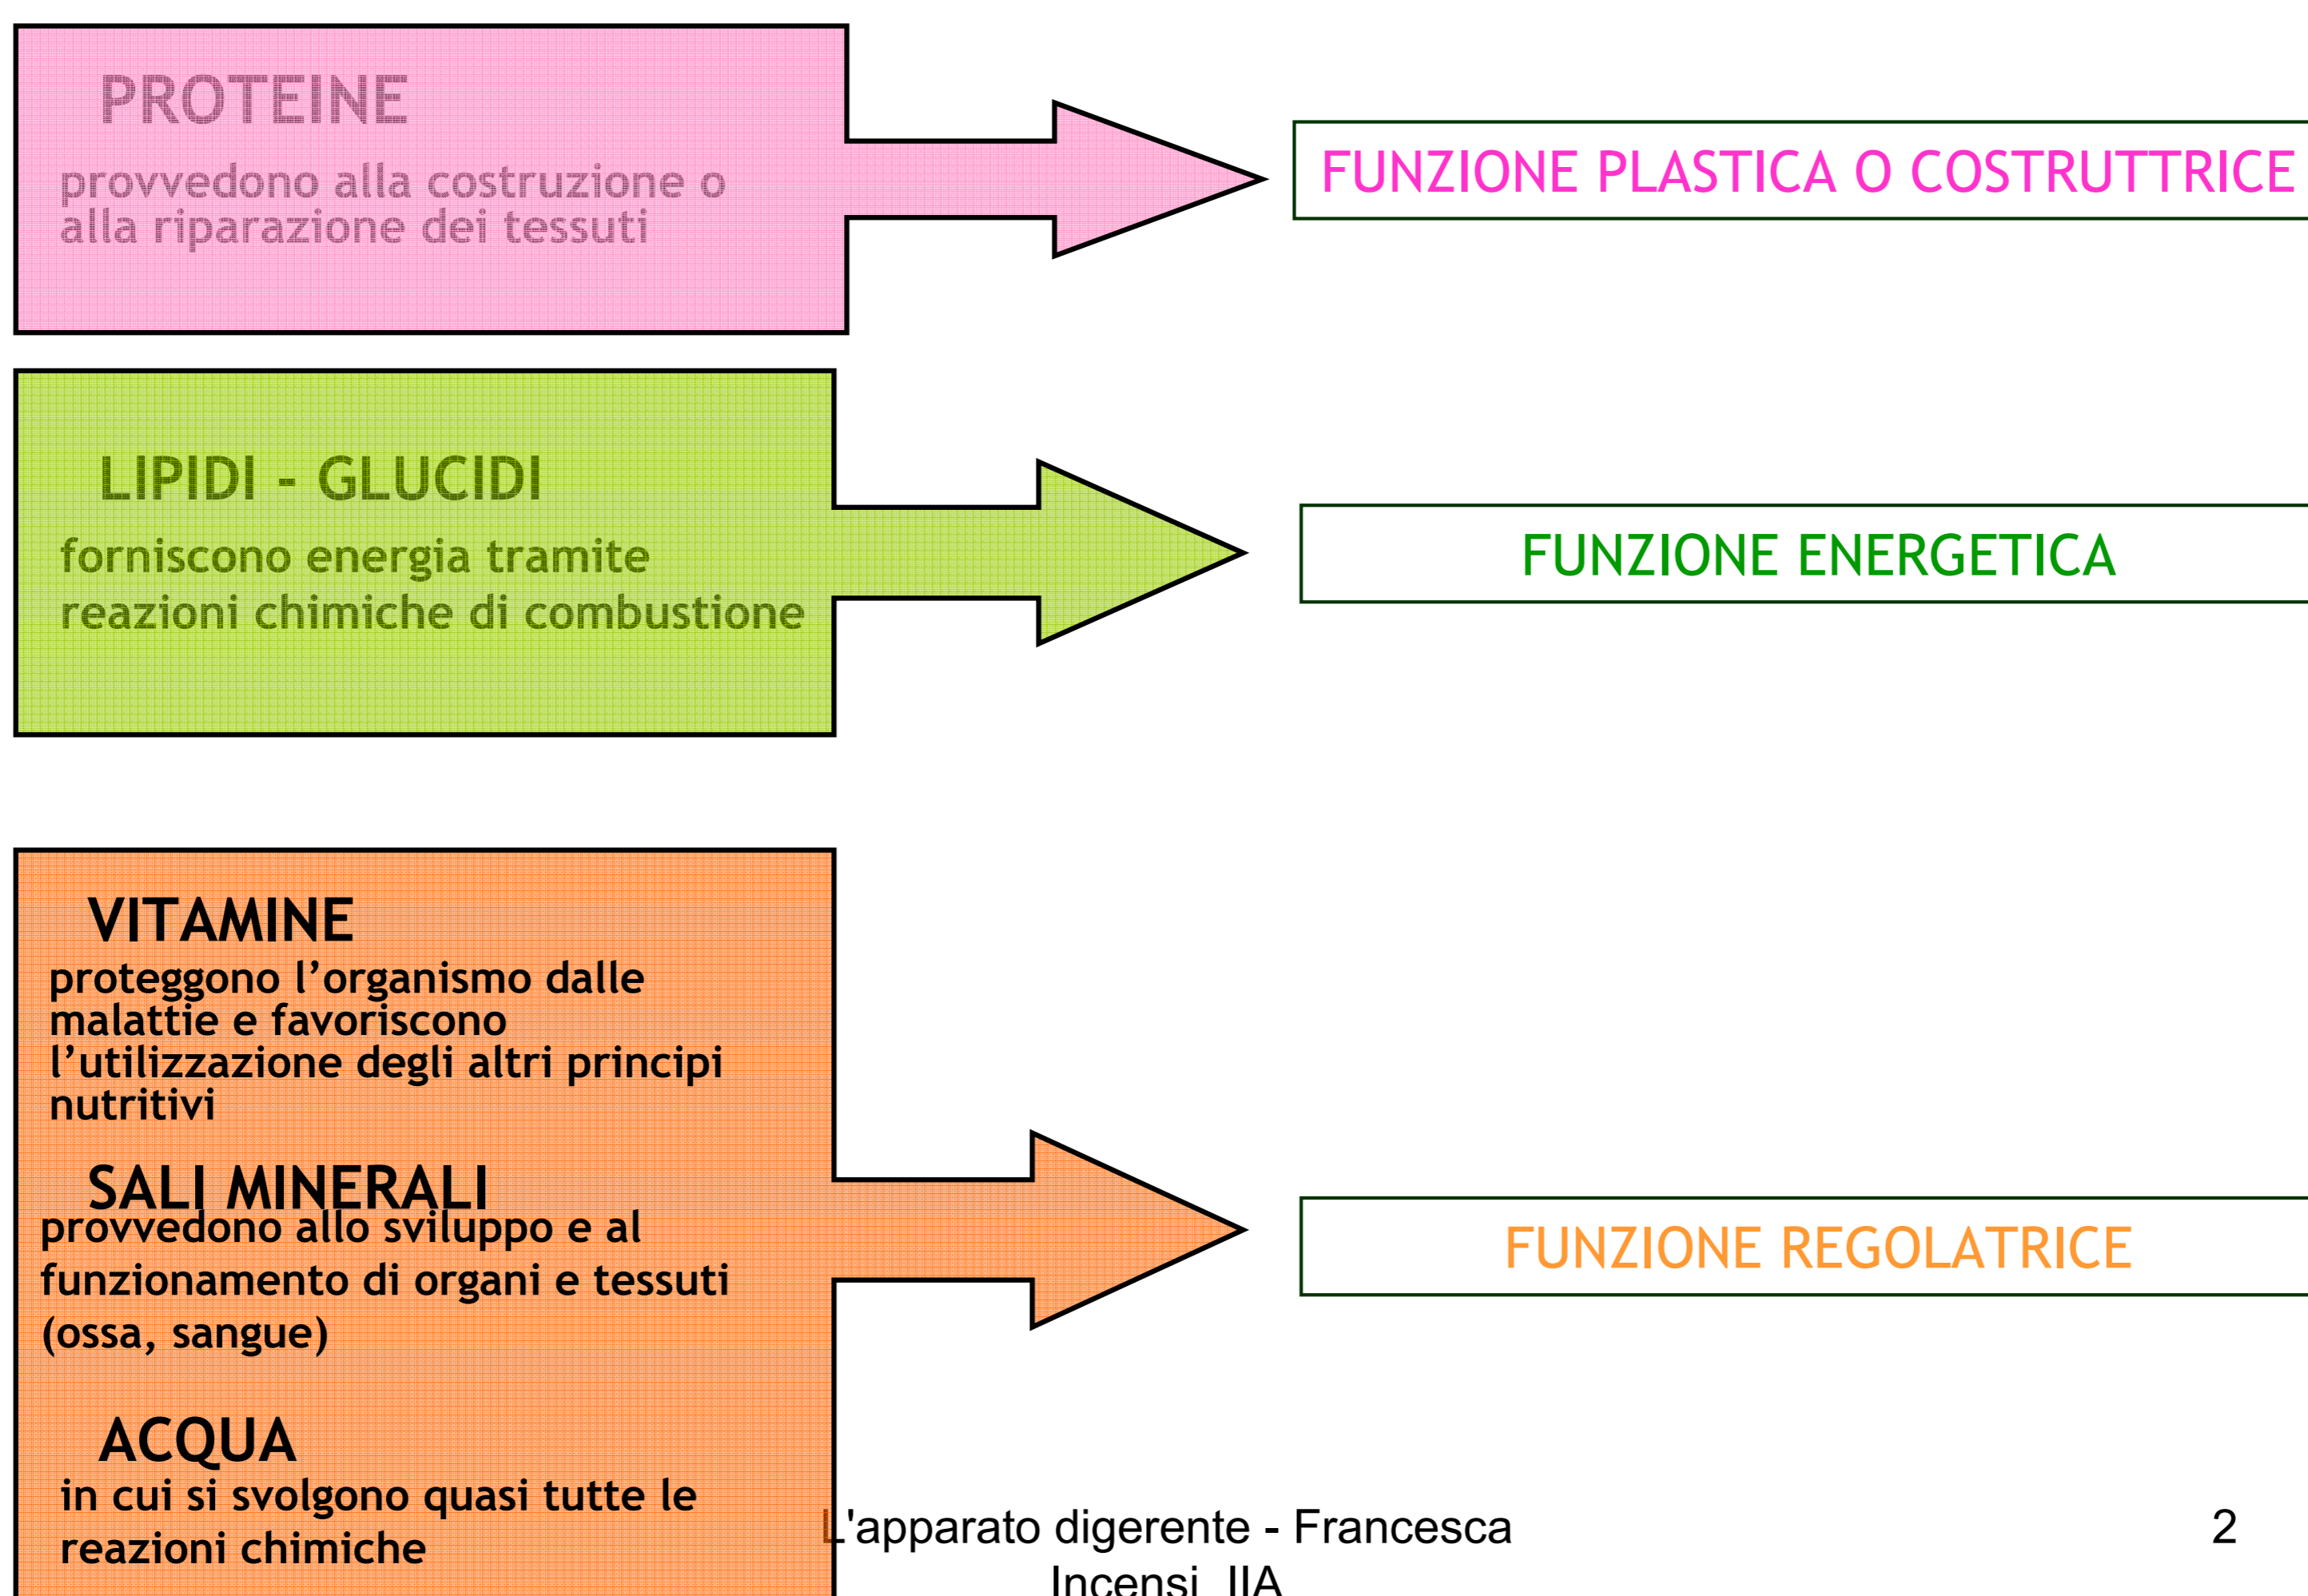 PROTEINE
provvedono alla costruzione o
alla riparazione dei tessuti
FUNZIONE PLASTICA O COSTRUTTRICE
LIPIDI - GLUCIDI
forniscono energia tramite
reazioni chimiche di combustione
FUNZIONE ENERGETICA
VITAMINE
proteggono l’organismo dalle
malattie e favoriscono
l’utilizzazione degli altri principi
nutritivi
SALI MINERALI
provvedono allo sviluppo e al
funzionamento di organi e tessuti
(ossa, sangue)
FUNZIONE REGOLATRICE
ACQUA
in cui si svolgono quasi tutte le
reazioni chimiche
L'apparato digerente - Francesca
Incensi IIA
2